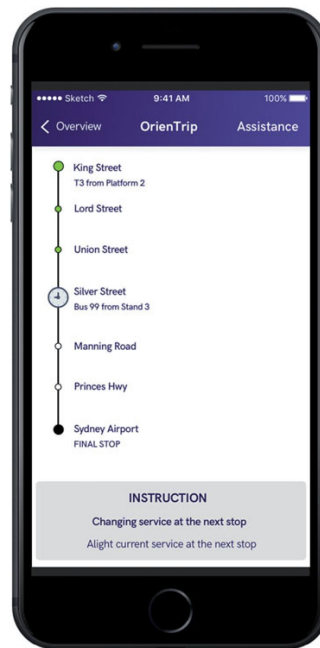 Sketch 9:41 AM 100%
Overview OrienTrip Assistance
King Street
T3 from Platform 2
Lord Street
Union Street
Silver Street
Bus 99 from Stand 3
Manning Road
Princes Hwy
Sydney Airport
FINAL STOP
INSTRUCTION
Changing service at the next stop
Alight current service at the next stop